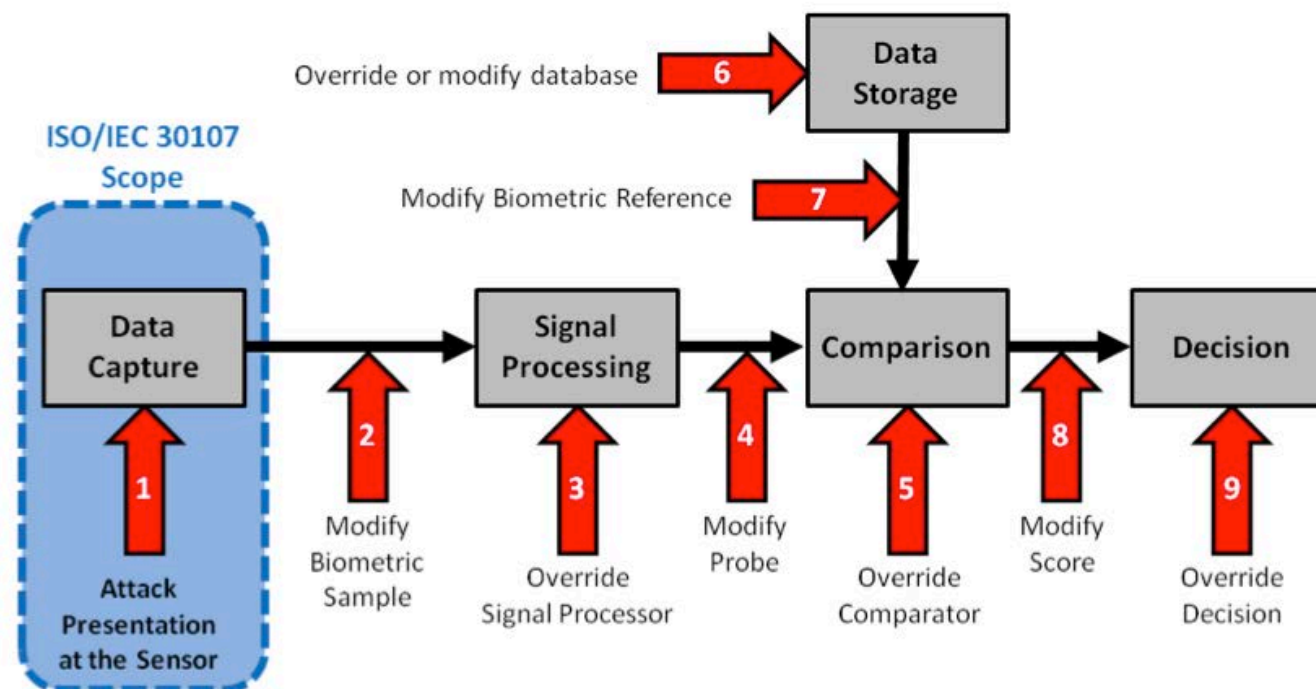 Override or modify database
6
Data
Storage
ISO/IEC 30107
Scope
Modify Biometric Reference
7
Data
Capture
Signal
Processing
Comparison
Decision
1
2
3
4
5
8
9
Attack
Presentation
at the Sensor
Modify
Biometric
Sample
Override
Signal Processor
Modify
Probe
Override
Comparator
Modify
Score
Override
Decision